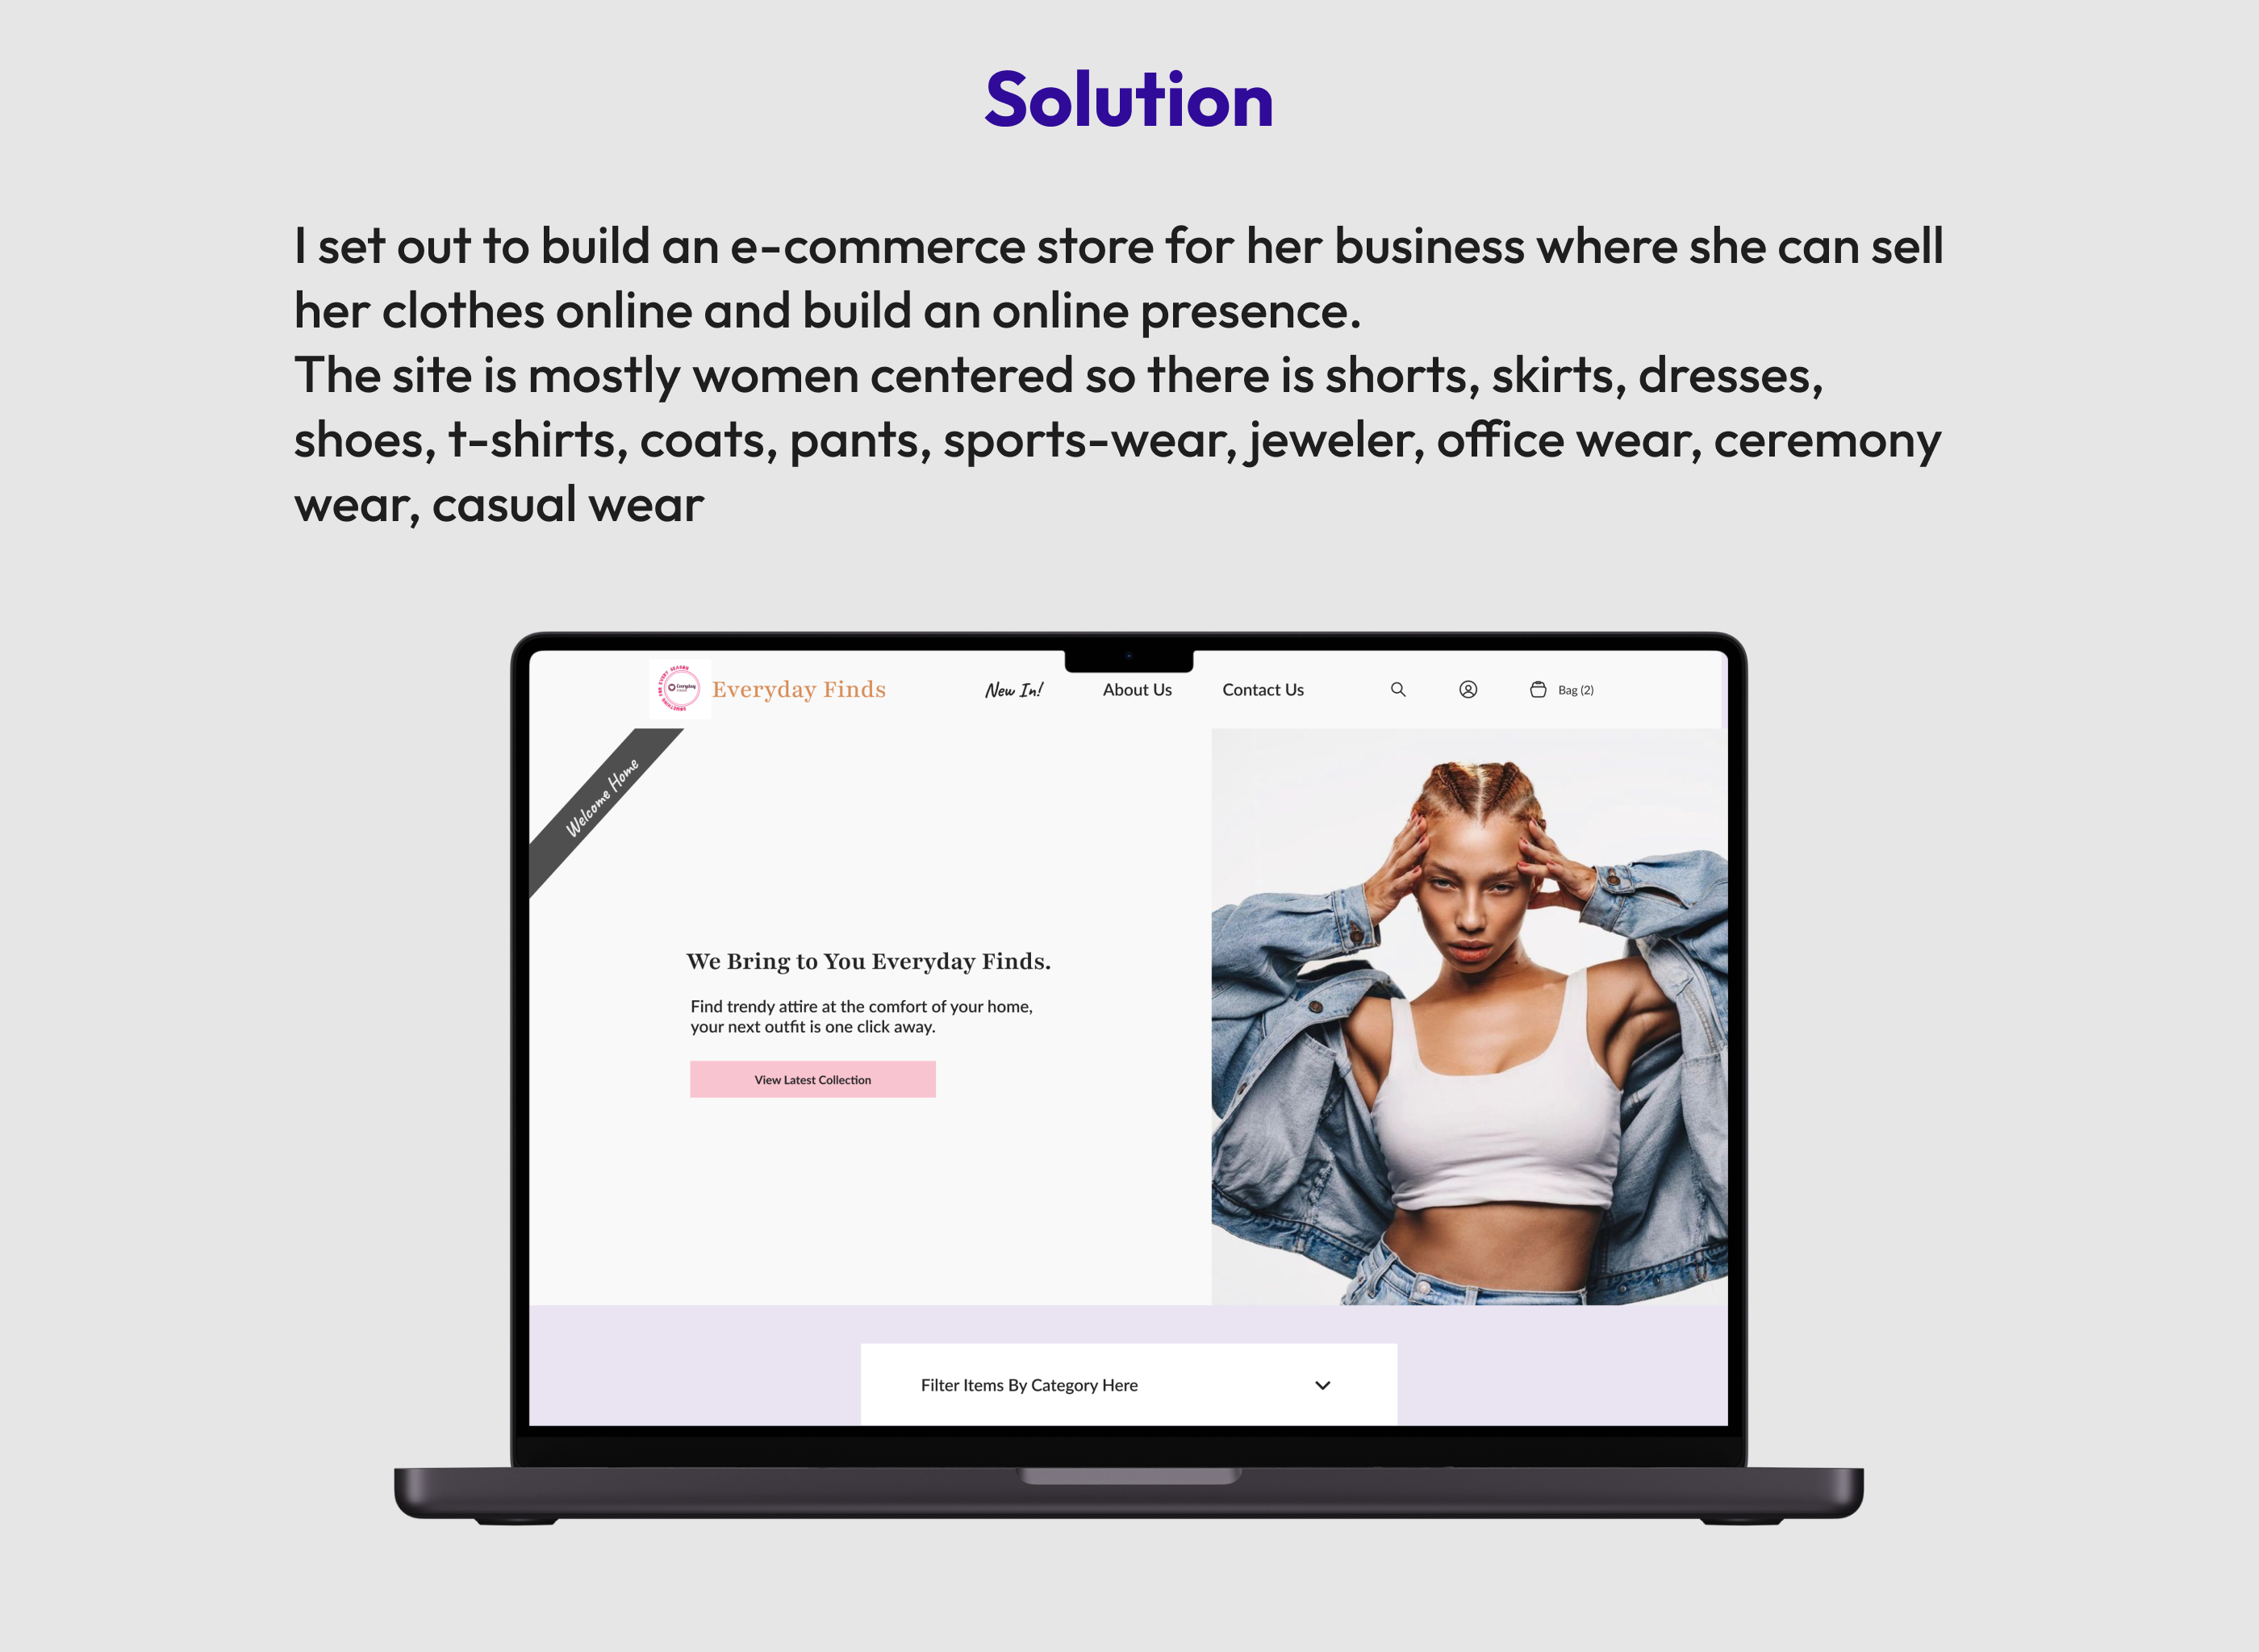 Solution
I set out to build an e-commerce store for her business where she can sell
her clothes online and build an online presence.
The site is mostly women centered so there is shorts, skirts, dresses,
shoes, t-shirts, coats, pants, sports-wear, jeweler, office wear, ceremony
wear, casual wear
Everyday Finds
New In!
About Us
Contact Us
Bag (2)
Welcome Home
We Bring to You Everyday Finds.
Find trendy attire at the comfort of your home,
your next outfit is one click away.
View Latest Collection
Filter Items By Category Here